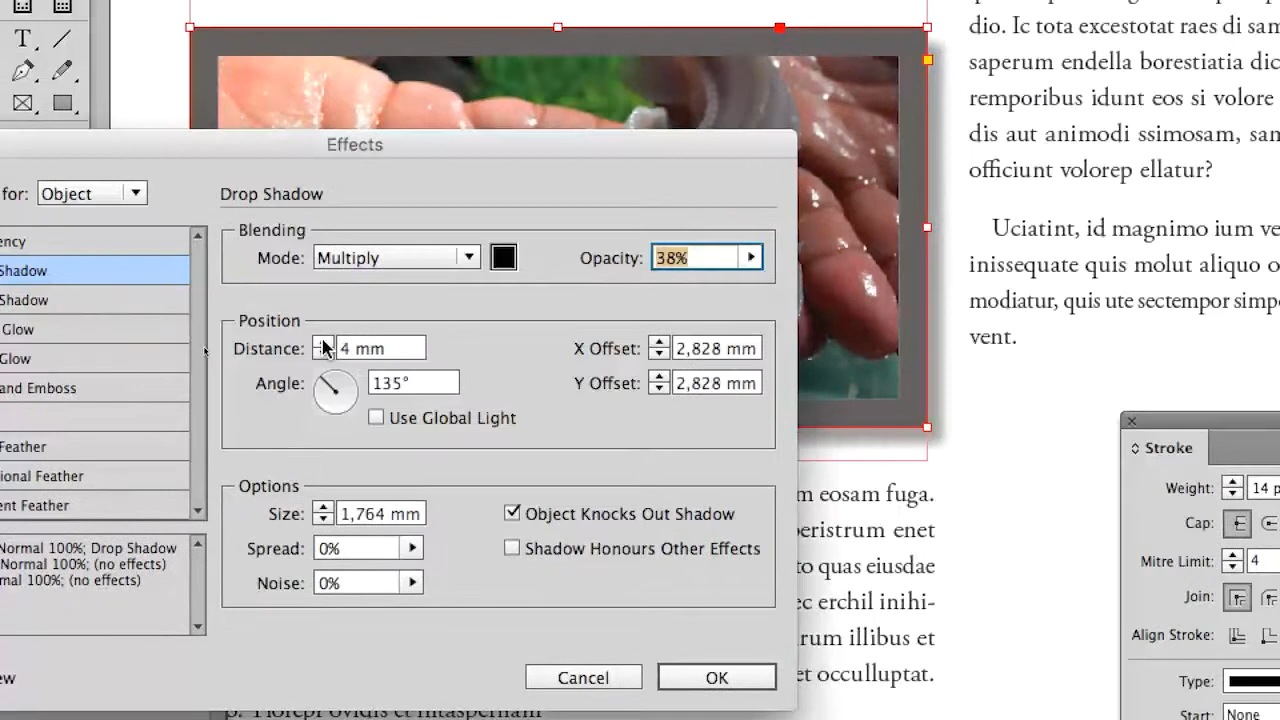 dio. Ic tota excestotat raes di sam
saperum endella borestiatia dic
remporibus idunt eos si volore
dis aut animodi ssimosam, sam
officiunt volorep ellatur?
Uciatint, id magnimo ium ve
inissequate quis molut aliquo o
modiatur, quis ute sectempor simpo
vent.
Effects
for: Object
ency
Shadow
Shadow
Glow
Glow
and Emboss
Feather
ional Feather
ent Feather
Normal 100%; Drop Shadow
Normal 100%; (no effects)
mal 100%; (no effects)
ew
Drop Shadow
Blending
Mode: Multiply
Opacity: 38%
Position
Distance: 4 mm
X Offset: 2,828 mm
Angle: 135°
Y Offset: 2,828 mm
Use Global Light
Options
Size: 1,764 mm
Object Knocks Out Shadow
Spread: 0%
Shadow Honours Other Effects
Noise: 0%
Cancel
OK
m eosam fuga.
peristrum enet
to quas eiusdae
ec erchil inihi-
rum illibus et
et occulluptat.
Stroke
Weight: 14 p
Cap:
Mitre Limit: 4
Join:
Align Stroke:
Type:
Start: None